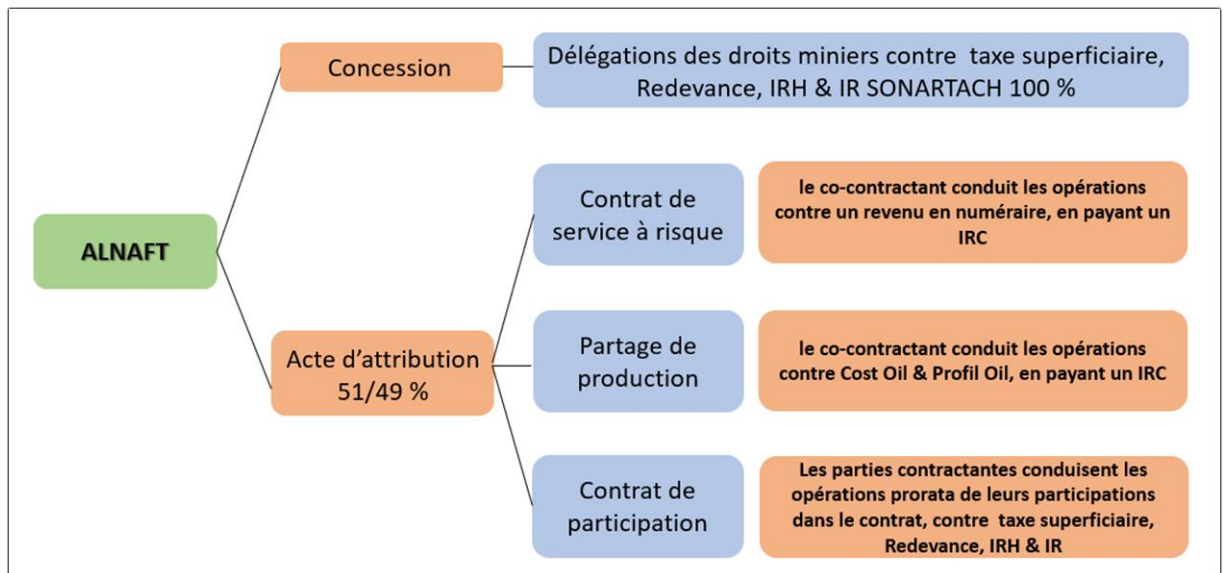 Concession
Délégations des droits miniers contre taxe superficiaire,
Redevance, IRH & IR SONARTACH 100 %
ALNAFT
Acte d’attribution
51/49 %
Contrat de
service à risque
le co-contractant conduit les opérations
contre un revenu en numéraire, en payant un
IRC
Partage de
production
le co-contractant conduit les opérations
contre Cost Oil & Profil Oil, en payant un IRC
Contrat de
participation
Les parties contractantes conduisent les
opérations prorata de leurs participations
dans le contrat, contre taxe superficiaire,
Redevance, IRH & IR